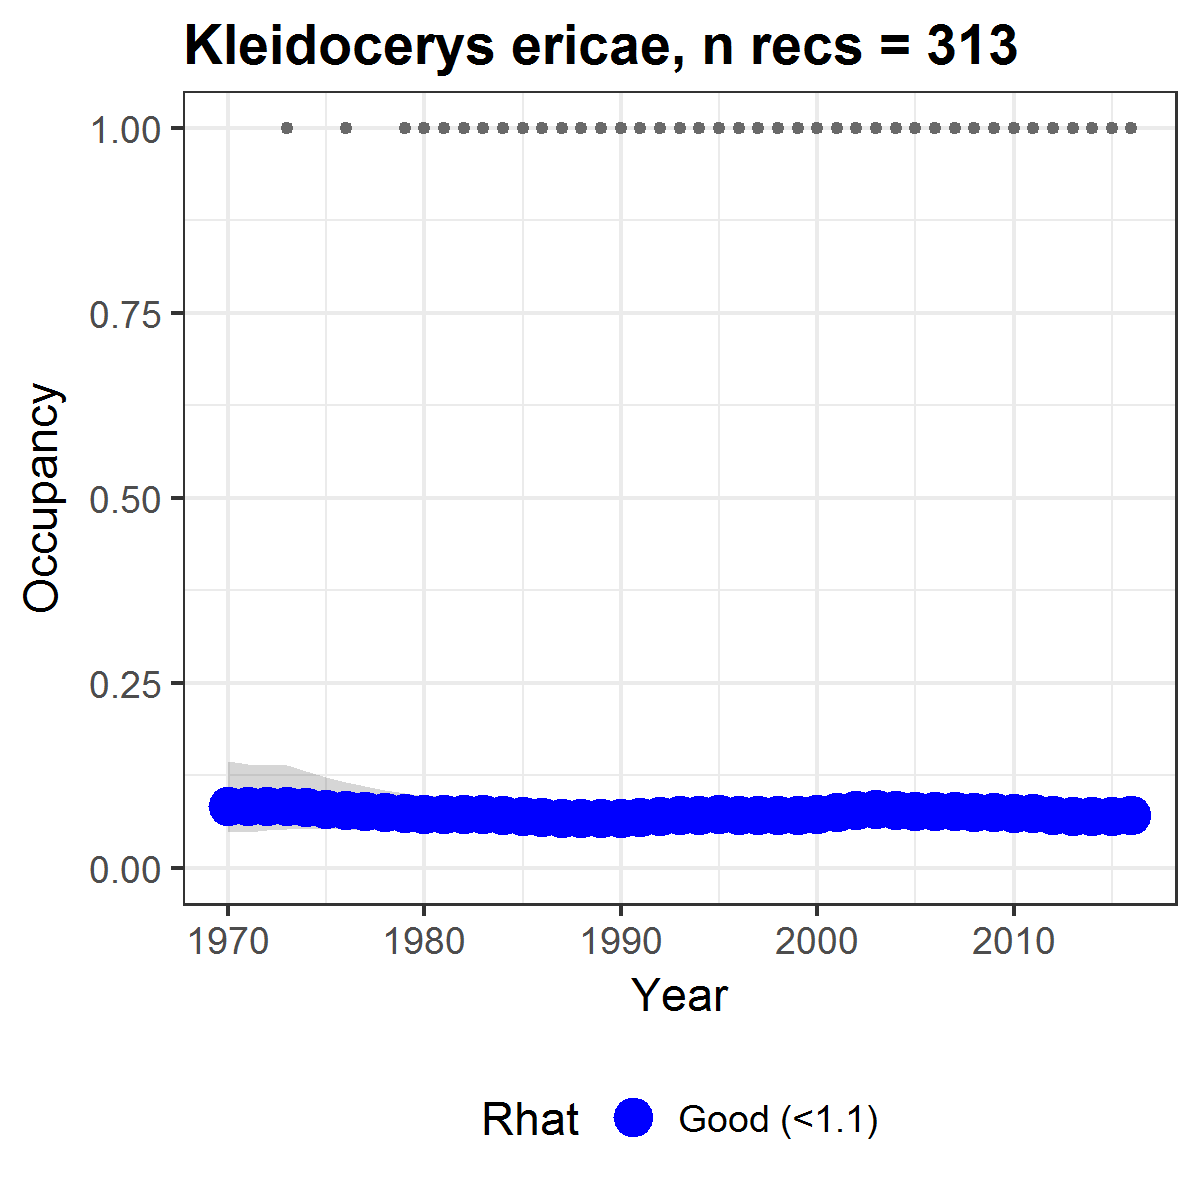 Kleidocerys ericae, n recs = 313
1.00
0.75
0.50
0.25
0.00
Occupancy
1970 1980 1990 2000 2010
Year
Rhat Good (<1.1)